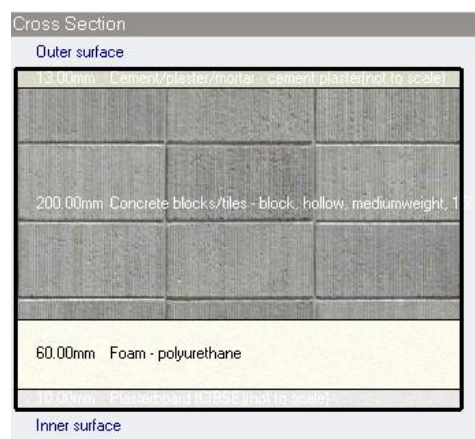 Cross Section
Outer surface
13.00mm Cement/plaster/mortar - cement plaster(not to scale)
200.00mm Concrete blocks/tiles - block, hollow, mediumweight, 1
60.00mm Foam - polyurethane
10.00mm Plasterboard (CIBSE)(not to scale)
Inner surface